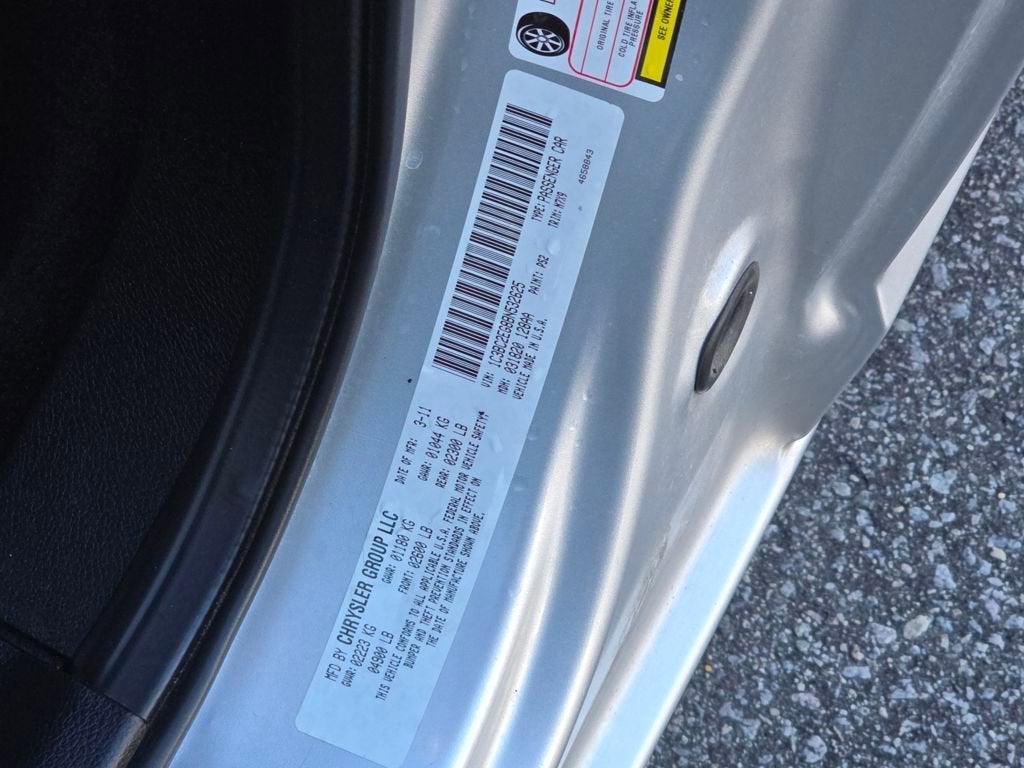 MFD BY CHRYSLER GROUP LLC DATE OF MFR: 3-11
GVWR: 02223 KG GAWR: 01180 KG GAWR: 01044 KG
04900 LB FRONT: 02600 LB REAR: 02300 LB
THIS VEHICLE CONFORMS TO ALL APPLICABLE U.S.A. FEDERAL MOTOR VEHICLE SAFETY,
BUMPER AND THEFT PREVENTION STANDARDS IN EFFECT ON
THE DATE OF MANUFACTURE SHOWN ABOVE.
VIN: 1C3BC2EG8BN532625 TYPE: PASSENGER CAR
MDH: 031820 128AA PAINT: PS2 TRIM: M7X9
VEHICLE MADE IN U.S.A.
4658843
ORIGINAL TIRE
COLD TIRE INFLA
PRESSURE
SEE OWNER